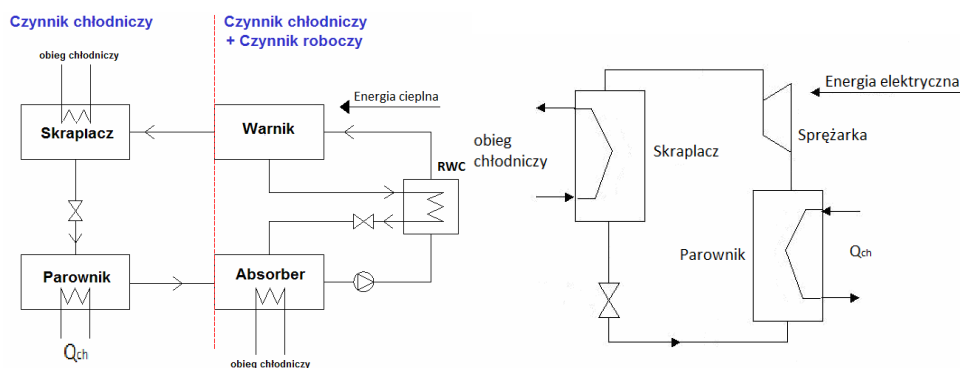 Czynnik chłodniczy
Czynnik chłodniczy
+ Czynnik roboczy
obieg chłodniczy
Skraplacz
Warnik
Energia cieplna
RWC
Parownik
Absorber
Qch
obieg chłodniczy
Energia elektryczna
Sprężarka
obieg
chłodniczy
Skraplacz
Parownik
Qch